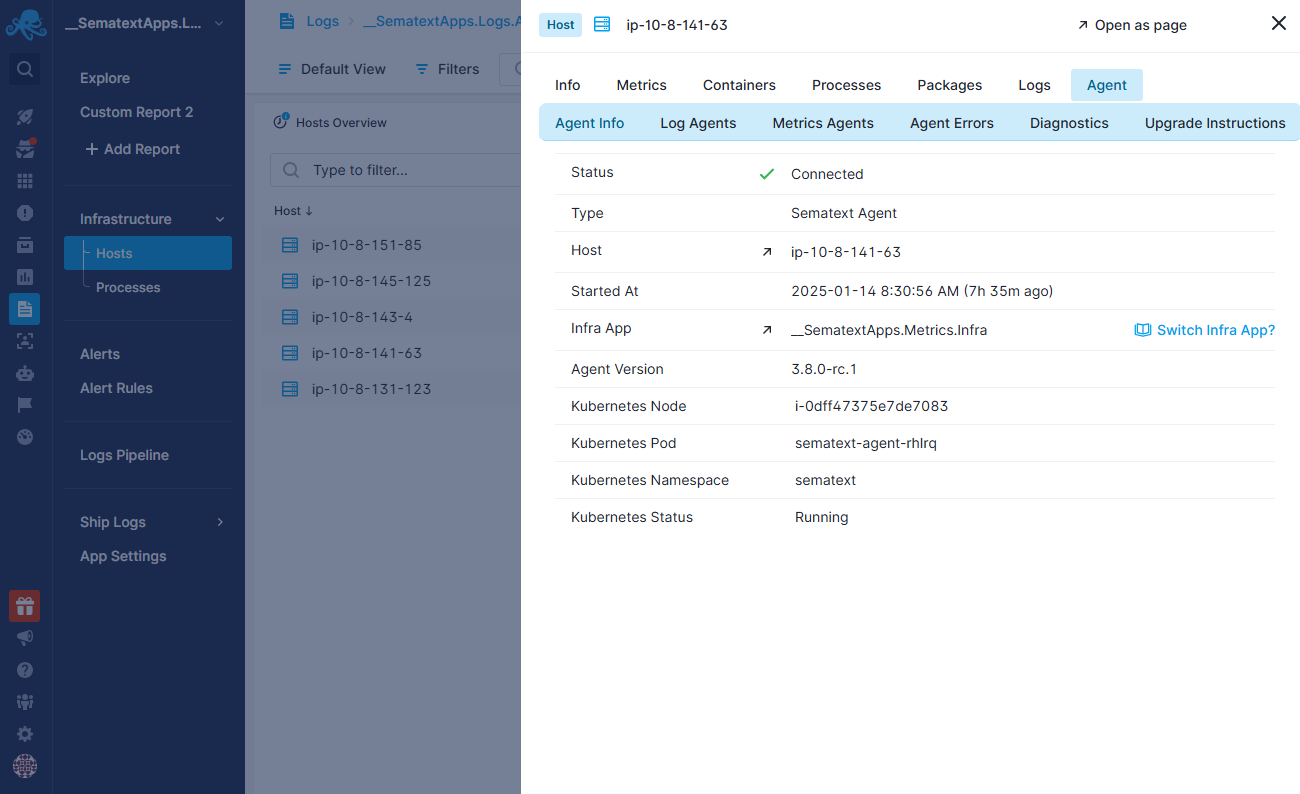 __SematextApps.L...
Explore
Custom Report 2
Add Report
Infrastructure
Hosts
Processes
Alerts
Alert Rules
Logs Pipeline
Ship Logs
App Settings
Logs > __SematextApps.Logs.A
Default View Filters
Hosts Overview
Type to filter...
Host ↓
ip-10-8-151-85
ip-10-8-145-125
ip-10-8-143-4
ip-10-8-141-63
ip-10-8-131-123
Host ip-10-8-141-63 Open as page
Info Metrics Containers Processes Packages Logs Agent
Agent Info Log Agents Metrics Agents Agent Errors Diagnostics Upgrade Instructions
Status Connected
Type Sematext Agent
Host ip-10-8-141-63
Started At 2025-01-14 8:30:56 AM (7h 35m ago)
Infra App __SematextApps.Metrics.Infra Switch Infra App?
Agent Version 3.8.0-rc.1
Kubernetes Node i-0dff47375e7de7083
Kubernetes Pod sematext-agent-rhlrq
Kubernetes Namespace sematext
Kubernetes Status Running